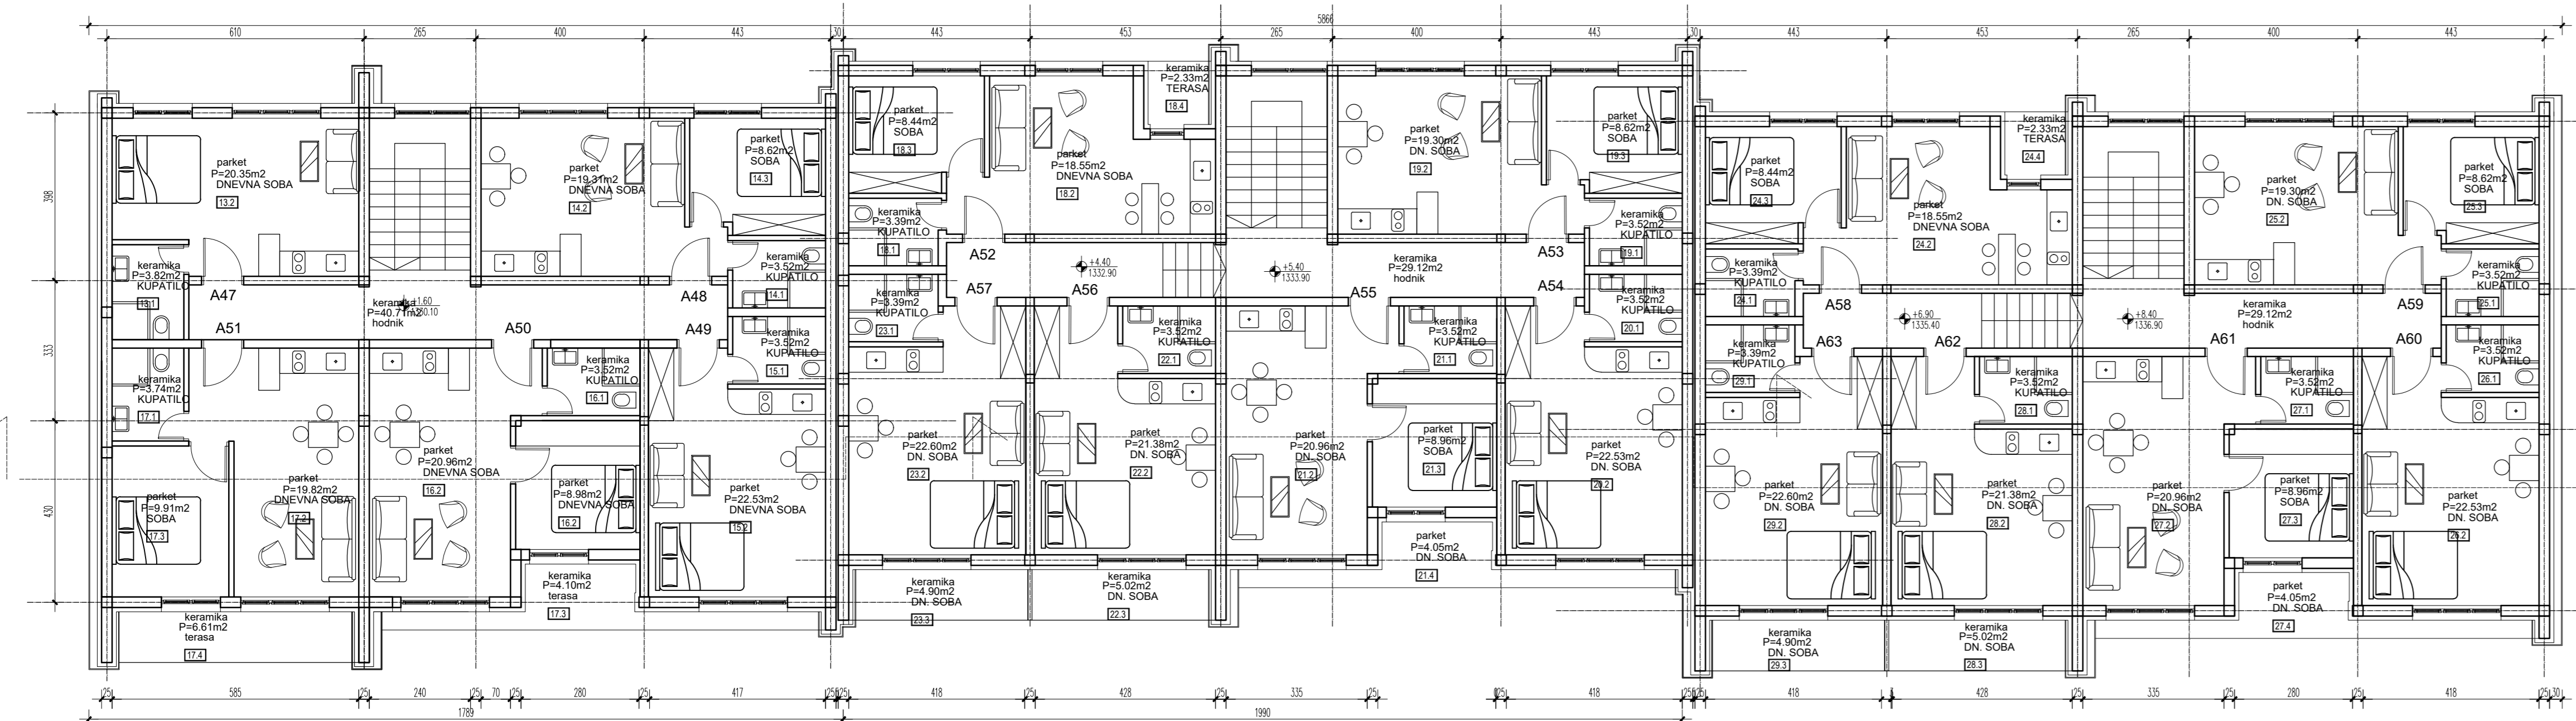 5866
610
265
400
443
30
443
453
265
400
443
30
443
453
265
400
443
398
333
430
parket
P=20.35m2
DNEVNA SOBA
13.2
parket
P=19.31m2
DNEVNA SOBA
14.2
parket
P=8.62m2
SOBA
14.3
keramika
P=3.82m2
KUPATILO
13.1
A47
keramika
P=40.71m2
hodnik
A48
keramika
P=3.52m2
KUPATILO
14.1
A51
A50
A49
keramika
P=3.52m2
KUPATILO
15.1
keramika
P=3.74m2
KUPATILO
17.1
keramika
P=3.52m2
KUPATILO
16.1
parket
P=9.91m2
SOBA
17.3
parket
P=19.82m2
DNEVNA SOBA
17.2
parket
P=20.96m2
DNEVNA SOBA
16.2
parket
P=8.98m2
DNEVNA SOBA
16.2
parket
P=22.53m2
DNEVNA SOBA
15.2
keramika
P=6.61m2
terasa
17.4
keramika
P=4.10m2
terasa
17.3
parket
P=8.44m2
SOBA
18.3
keramika
P=2.33m2
TERASA
18.4
parket
P=18.55m2
DNEVNA SOBA
18.2
parket
P=19.30m2
DN. SOBA
19.2
parket
P=8.62m2
SOBA
19.3
keramika
P=3.39m2
KUPATILO
18.1
A52
+4.40
1332.90
+5.40
1333.90
keramika
P=29.12m2
hodnik
A53
keramika
P=3.52m2
KUPATILO
19.1
keramika
P=3.39m2
KUPATILO
23.1
A57
A56
A55
A54
keramika
P=3.52m2
KUPATILO
20.1
keramika
P=3.52m2
KUPATILO
22.1
keramika
P=3.52m2
KUPATILO
21.1
parket
P=22.60m2
DN. SOBA
23.2
parket
P=21.38m2
DN. SOBA
22.2
parket
P=20.96m2
DN. SOBA
21.2
parket
P=8.96m2
SOBA
21.3
parket
P=22.53m2
DN. SOBA
20.2
keramika
P=4.90m2
DN. SOBA
23.3
keramika
P=5.02m2
DN. SOBA
22.3
parket
P=4.05m2
DN. SOBA
21.4
parket
P=8.44m2
SOBA
24.3
keramika
P=2.33m2
TERASA
24.4
parket
P=18.55m2
DNEVNA SOBA
24.2
parket
P=19.30m2
DN. SOBA
25.2
parket
P=8.62m2
SOBA
25.3
keramika
P=3.39m2
KUPATILO
24.1
A58
+6.90
1335.40
+8.40
1336.90
keramika
P=29.12m2
hodnik
A59
keramika
P=3.52m2
KUPATILO
25.1
keramika
P=3.39m2
KUPATILO
29.1
A63
A62
A61
A60
keramika
P=3.52m2
KUPATILO
26.1
keramika
P=3.52m2
KUPATILO
28.1
keramika
P=3.52m2
KUPATILO
27.1
parket
P=22.60m2
DN. SOBA
29.2
parket
P=21.38m2
DN. SOBA
28.2
parket
P=20.96m2
DN. SOBA
27.2
parket
P=8.96m2
SOBA
27.3
parket
P=22.53m2
DN. SOBA
26.2
keramika
P=4.90m2
DN. SOBA
29.3
keramika
P=5.02m2
DN. SOBA
28.3
parket
P=4.05m2
DN. SOBA
27.4
25
585
25
240
25
70
25
280
25
417
25
418
25
428
25
335
25
418
25
418
428
25
335
25
280
25
418
25
30
1789
1990